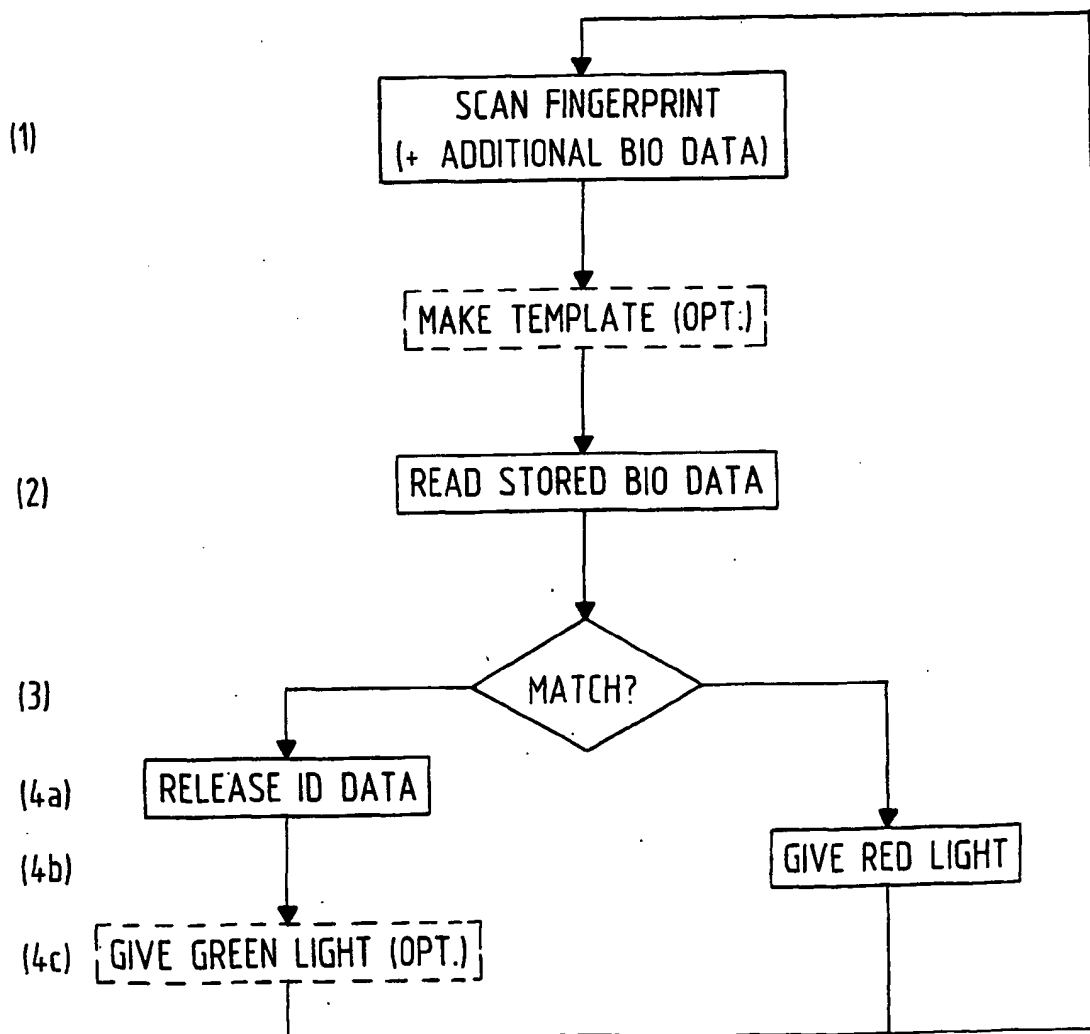 (1)
SCAN FINGERPRINT
(+ ADDITIONAL BIO DATA)
MAKE TEMPLATE (OPT.)
(2)
READ STORED BIO DATA
(3)
MATCH?
(4a)
RELEASE ID DATA
(4b)
GIVE RED LIGHT
(4c)
GIVE GREEN LIGHT (OPT.)